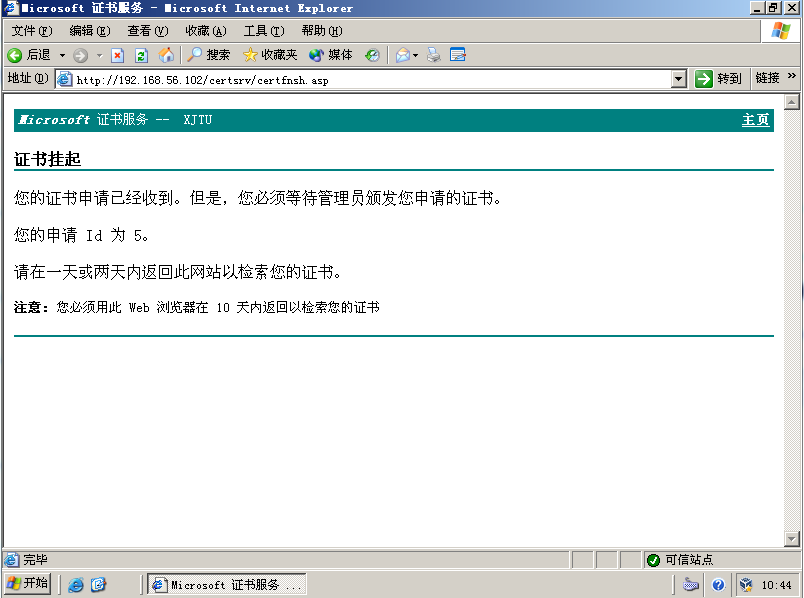 Microsoft 证书服务 - Microsoft Internet Explorer
文件(F) 编辑(E) 查看(V) 收藏(A) 工具(T) 帮助(H)
后退 搜索 收藏夹 媒体
地址(D) http://192.168.56.102/certsrv/certfnsh.asp 转到 链接 »
Microsoft 证书服务 -- XJTU 主页
证书挂起
您的证书申请已经收到。但是，您必须等待管理员颁发您申请的证书。
您的申请 Id 为 5。
请在一天或两天内返回此网站以检索您的证书。
注意：您必须用此 Web 浏览器在 10 天内返回以检索您的证书
完毕 可信站点
开始 Microsoft 证书服务 ... 10:44